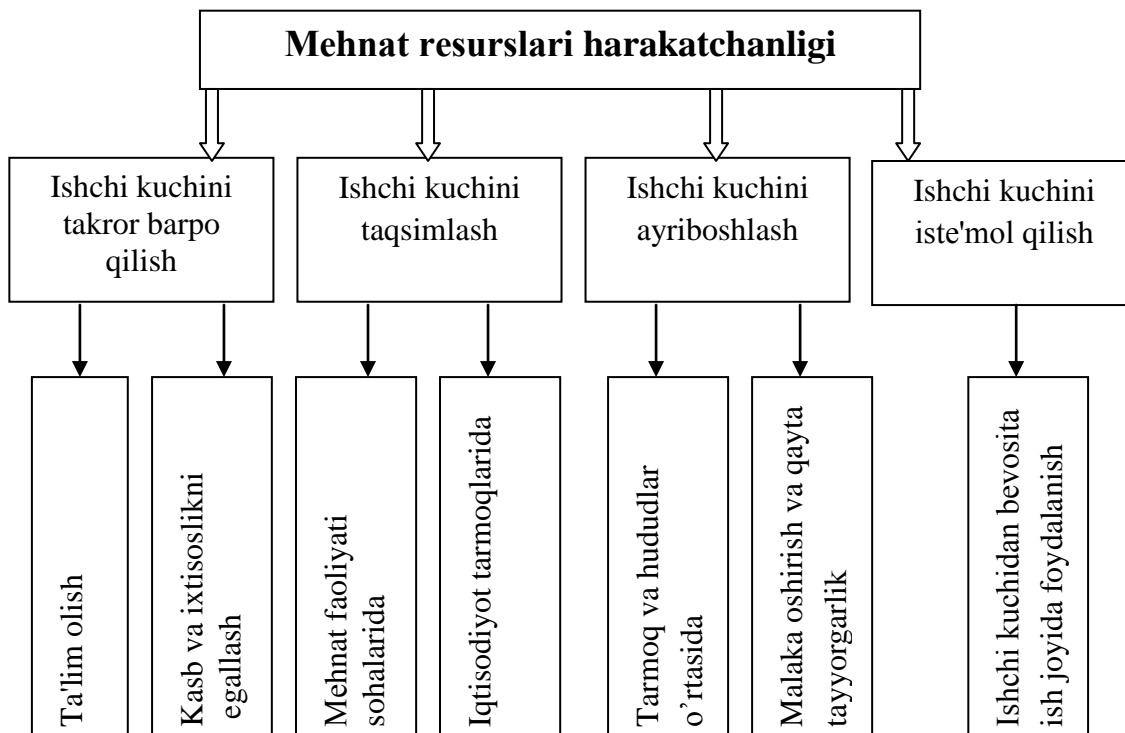 Mehnat resurslari harakatchanligi
Ishchi kuchini
takror barpo
qilish
Ishchi kuchini
taqsimlash
Ishchi kuchini
ayriboshlash
Ishchi kuchini
iste'mol qilish
Ta'lim olish
Kasb va ixtisoslikni
egallash
Mehnat faoliyati
sohalarida
Iqtisodiyot tarmoqlarida
Tarmoq va hududlar
o’rtasida
Malaka oshirish va qayta
tayyorgarlik
Ishchi kuchidan bevosita
ish joyida foydalanish